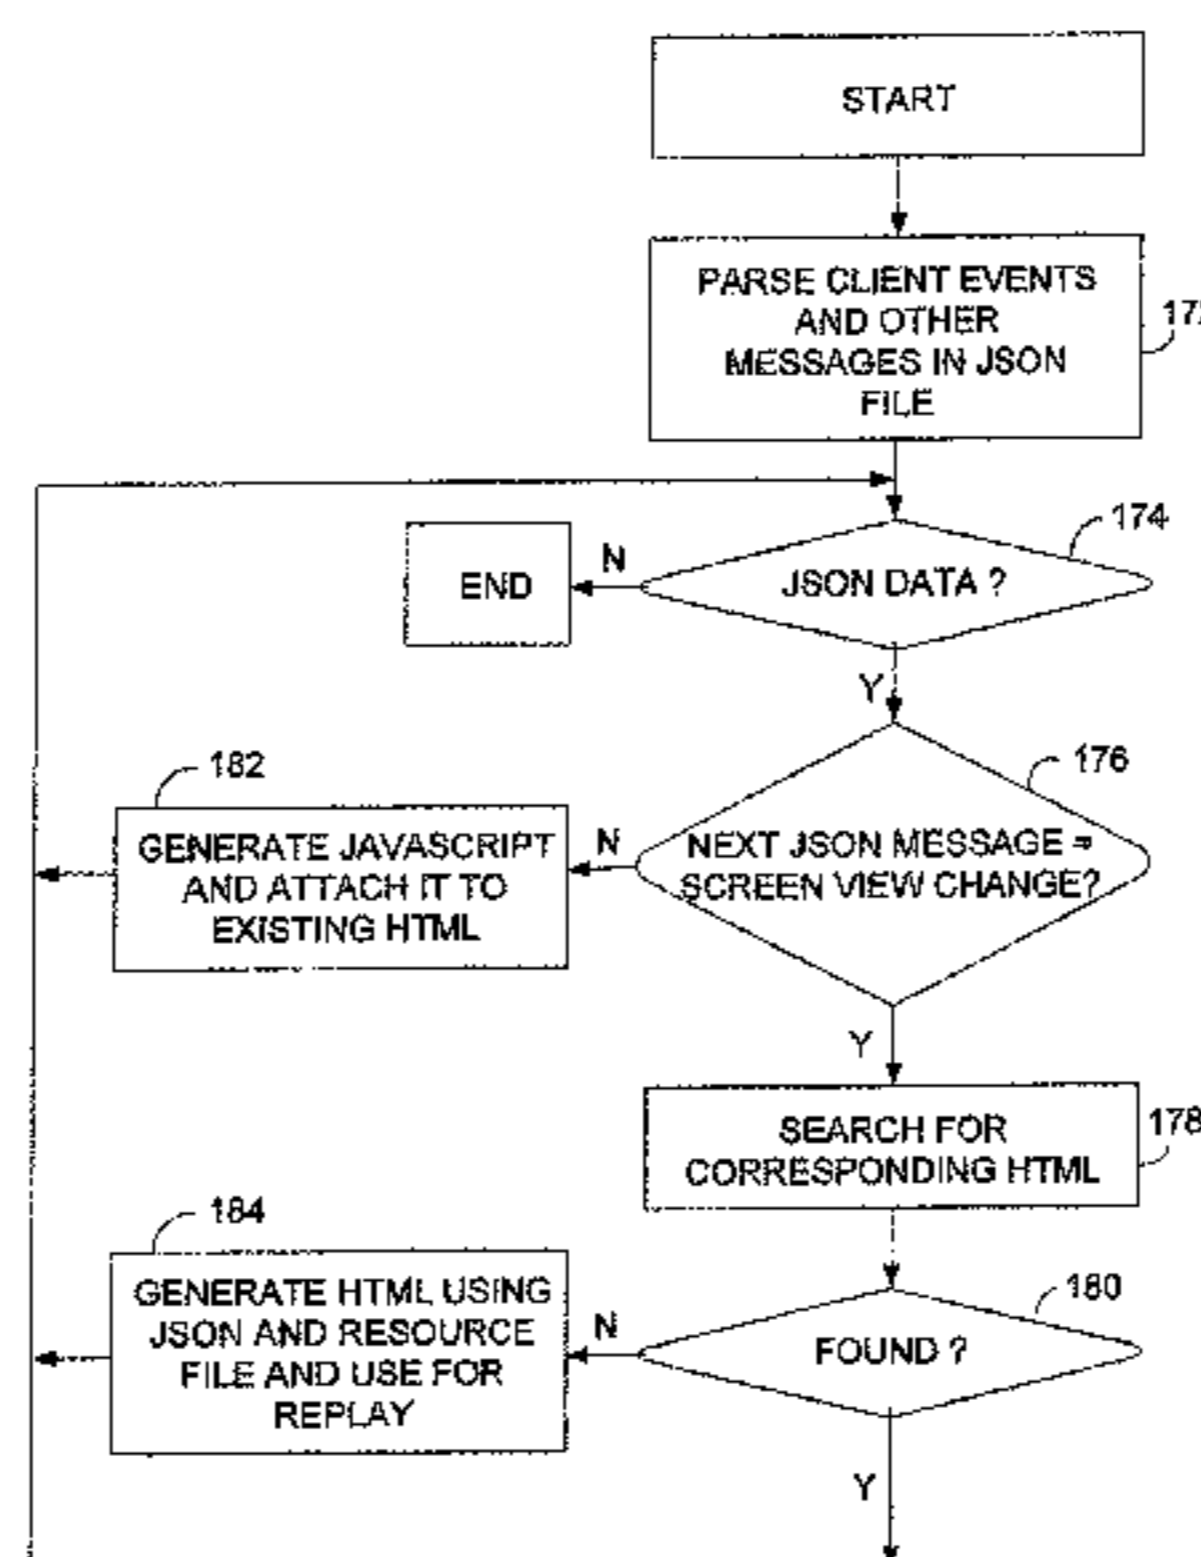 START
PARSE CLIENT EVENTS
AND OTHER
MESSAGES IN JSON
FILE
174
JSON DATA ?
N
END
Y
176
NEXT JSON MESSAGE =
SCREEN VIEW CHANGE?
N
182
GENERATE JAVASCRIPT
AND ATTACH IT TO
EXISTING HTML
Y
178
SEARCH FOR
CORRESPONDING HTML
180
FOUND ?
N
184
GENERATE HTML USING
JSON AND RESOURCE
FILE AND USE FOR
REPLAY
Y